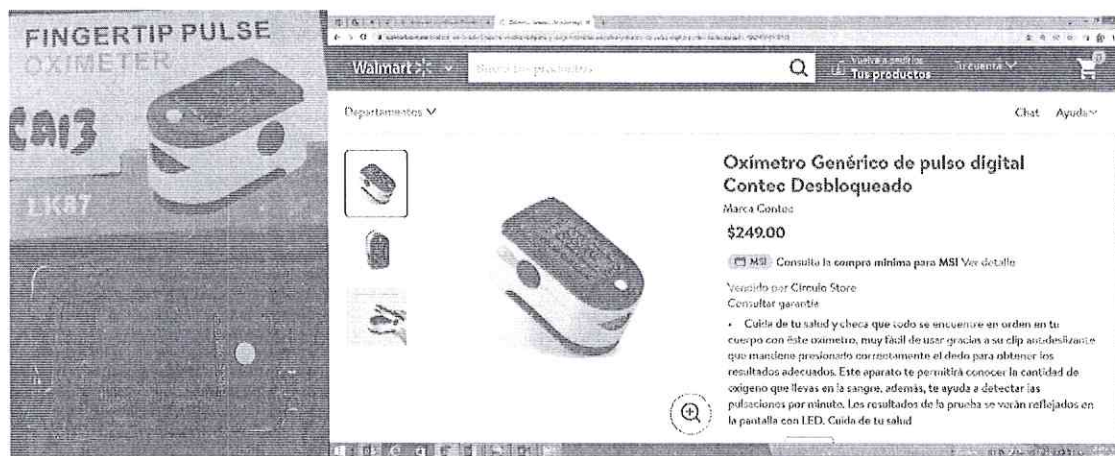 FINGERTIP PULSE
OXIMETER
CA13
LK87
Walmart
Vuelve a pedirlos
Tus productos
Tu cuenta
0
Departamentos
Chat Ayuda
Oxímetro Genérico de pulso digital
Contec Desbloqueado
Marca Contec
$249.00
MSI Consulta la compra mínima para MSI Ver detalle
Vendido por Circulo Store
Consultar garantía
• Cuida de tu salud y checa que todo se encuentre en orden en tu
cuerpo con éste oxímetro, muy fácil de usar gracias a su clip antideslizante
que mantiene presionado correctamente el dedo para obtener los
resultados adecuados. Este aparato te permitirá conocer la cantidad de
oxígeno que llevas en la sangre, además, te ayuda a detectar las
pulsaciones por minuto. Los resultados de la prueba se verán reflejados en
la pantalla con LED. Cuida de tu salud